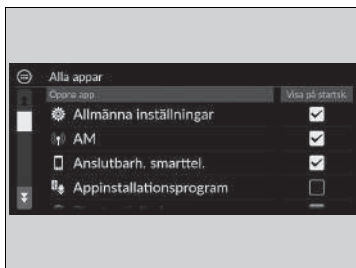 Alla appar
Öppna app Visa på startsk.
Allmänna inställningar
AM
Anslutbarh. smarttel.
Appinstallationsprogram